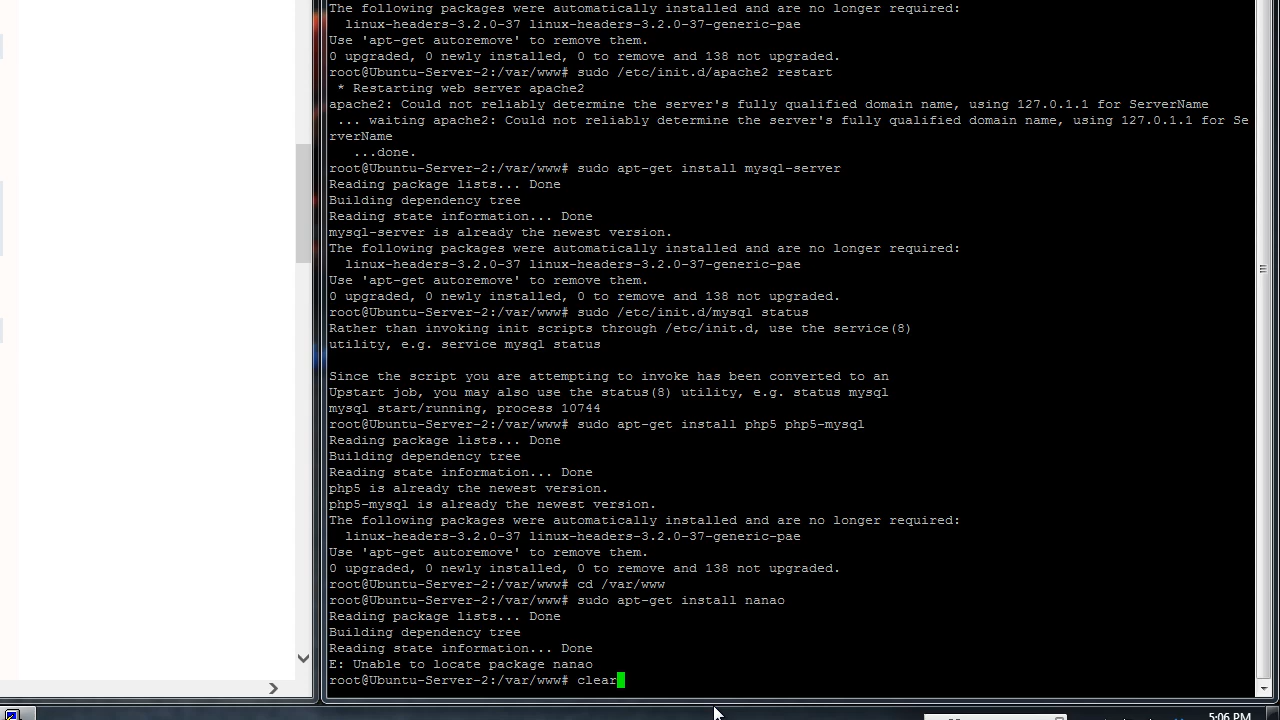 The following packages were automatically installed and are no longer required:
  linux-headers-3.2.0-37 linux-headers-3.2.0-37-generic-pae
Use 'apt-get autoremove' to remove them.
0 upgraded, 0 newly installed, 0 to remove and 138 not upgraded.
root@Ubuntu-Server-2:/var/www# sudo /etc/init.d/apache2 restart
 * Restarting web server apache2
apache2: Could not reliably determine the server's fully qualified domain name, using 127.0.1.1 for ServerName
 ... waiting apache2: Could not reliably determine the server's fully qualified domain name, using 127.0.1.1 for Se
rverName
   ...done.
root@Ubuntu-Server-2:/var/www# sudo apt-get install mysql-server
Reading package lists... Done
Building dependency tree
Reading state information... Done
mysql-server is already the newest version.
The following packages were automatically installed and are no longer required:
  linux-headers-3.2.0-37 linux-headers-3.2.0-37-generic-pae
Use 'apt-get autoremove' to remove them.
0 upgraded, 0 newly installed, 0 to remove and 138 not upgraded.
root@Ubuntu-Server-2:/var/www# sudo /etc/init.d/mysql status
Rather than invoking init scripts through /etc/init.d, use the service(8)
utility, e.g. service mysql status

Since the script you are attempting to invoke has been converted to an
Upstart job, you may also use the status(8) utility, e.g. status mysql
mysql start/running, process 10744
root@Ubuntu-Server-2:/var/www# sudo apt-get install php5 php5-mysql
Reading package lists... Done
Building dependency tree
Reading state information... Done
php5 is already the newest version.
php5-mysql is already the newest version.
The following packages were automatically installed and are no longer required:
  linux-headers-3.2.0-37 linux-headers-3.2.0-37-generic-pae
Use 'apt-get autoremove' to remove them.
0 upgraded, 0 newly installed, 0 to remove and 138 not upgraded.
root@Ubuntu-Server-2:/var/www# cd /var/www
root@Ubuntu-Server-2:/var/www# sudo apt-get install nanao
Reading package lists... Done
Building dependency tree
Reading state information... Done
E: Unable to locate package nanao
root@Ubuntu-Server-2:/var/www# clear
5:06 PM